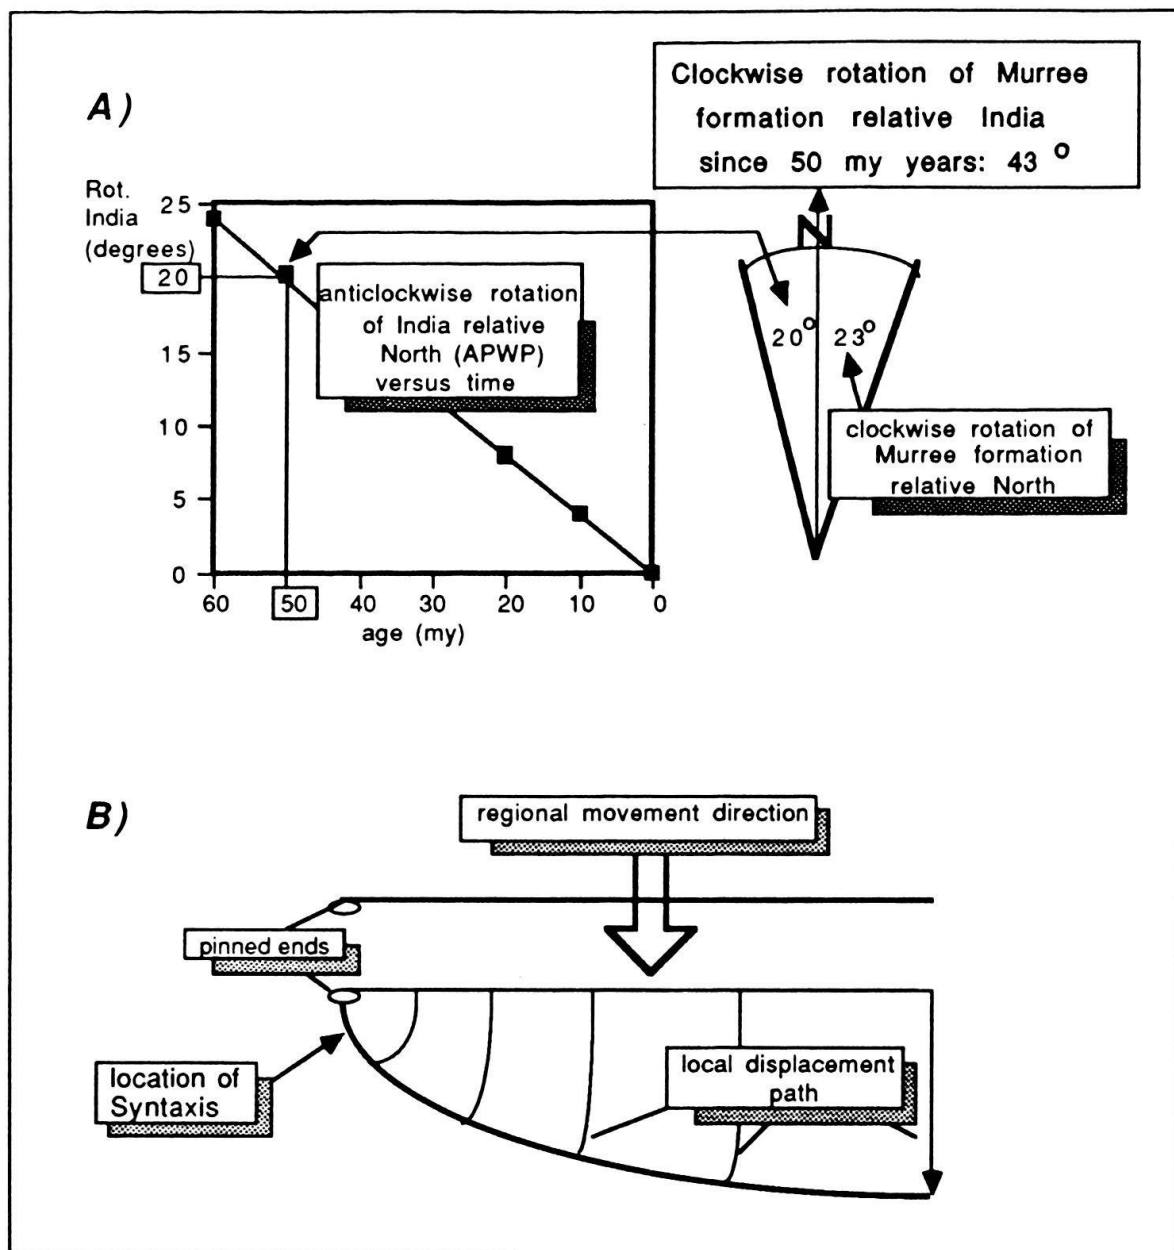 A)
Clockwise rotation of Murree
formation relative India
since 50 my years: 43 °
Rot.
India
(degrees)
25
20
15
10
5
0
60
50
40
30
20
10
0
age (my)
anticlockwise rotation
of India relative
North (APWP)
versus time
N
20°
23°
clockwise rotation of
Murree formation
relative North
B)
regional movement direction
pinned ends
location of
Syntaxis
local displacement
path